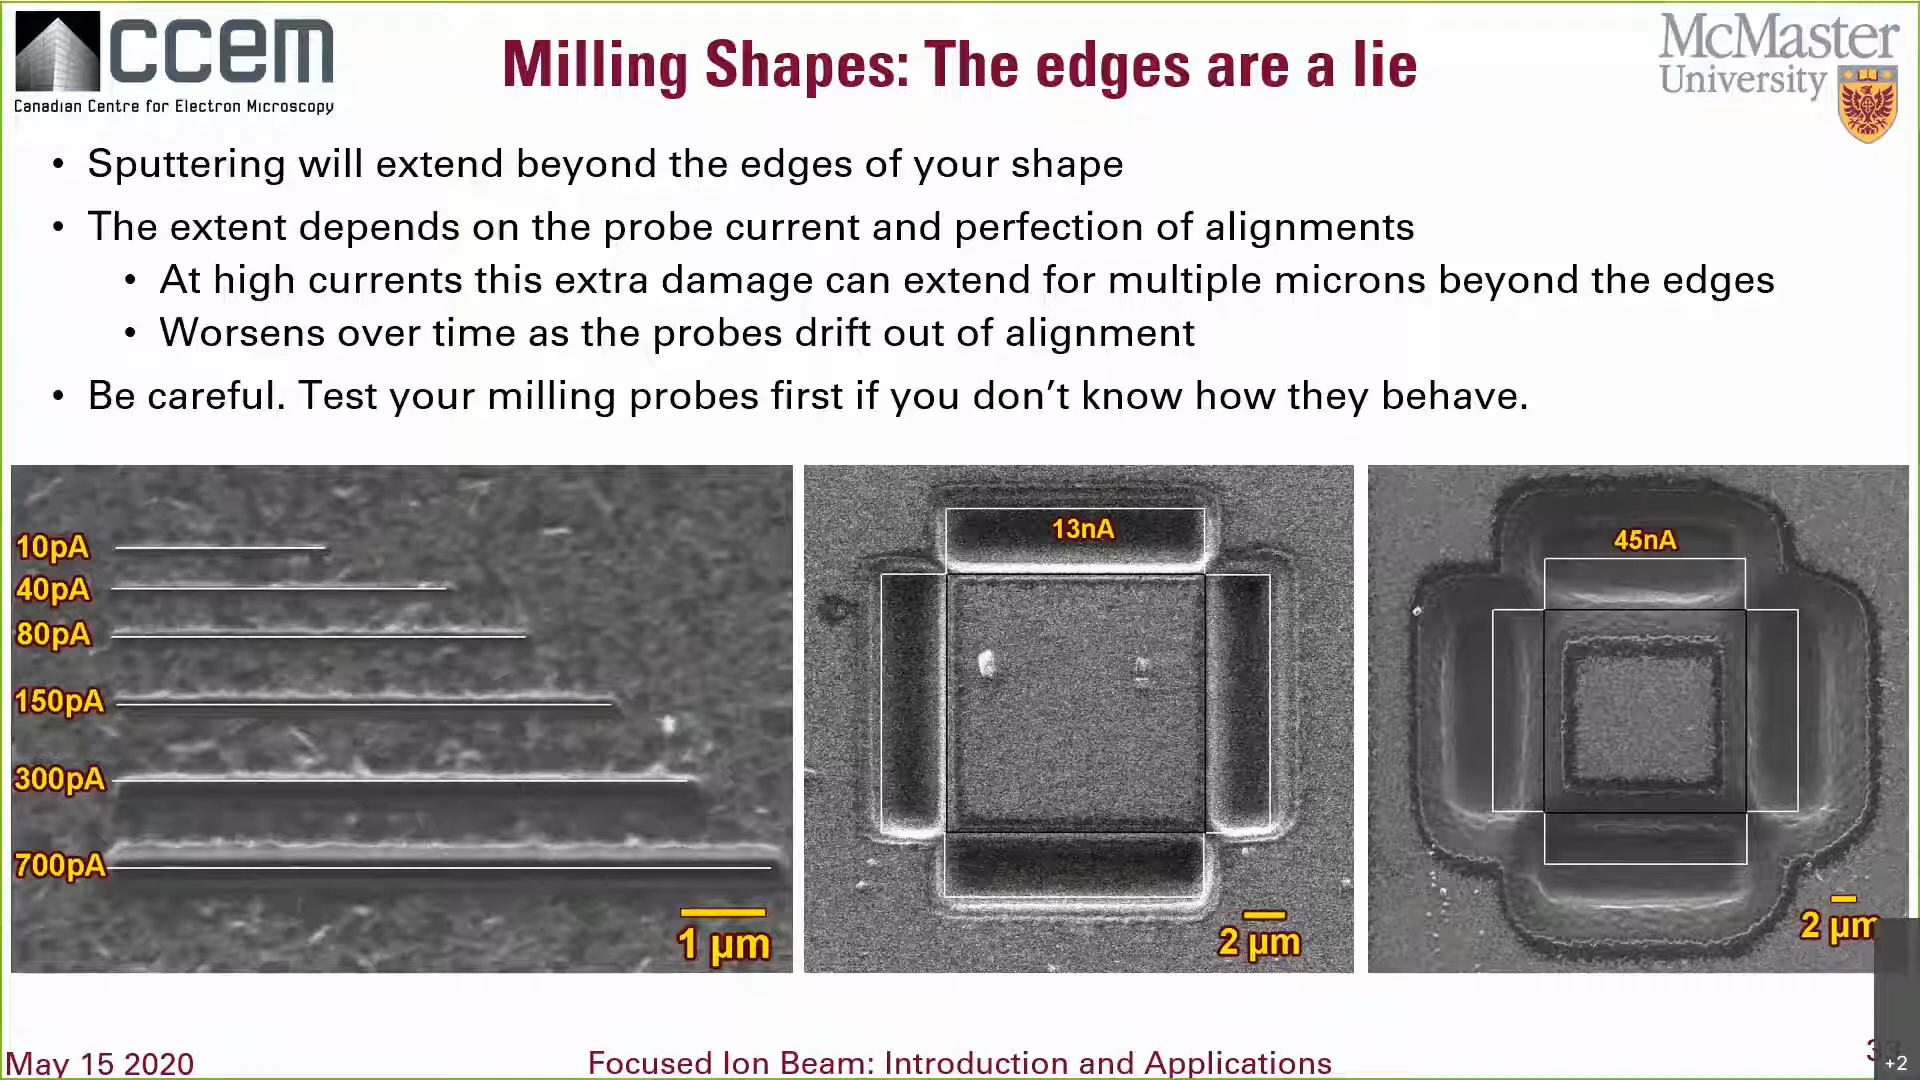 ccem
Canadian Centre for Electron Microscopy
Milling Shapes: The edges are a lie
McMaster
University
• Sputtering will extend beyond the edges of your shape
• The extent depends on the probe current and perfection of alignments
• At high currents this extra damage can extend for multiple microns beyond the edges
• Worsens over time as the probes drift out of alignment
• Be careful. Test your milling probes first if you don’t know how they behave.
10pA
40pA
80pA
150pA
300pA
700pA
1 µm
13nA
2 µm
45nA
2 µm
May 15 2020
Focused Ion Beam: Introduction and Applications
+2